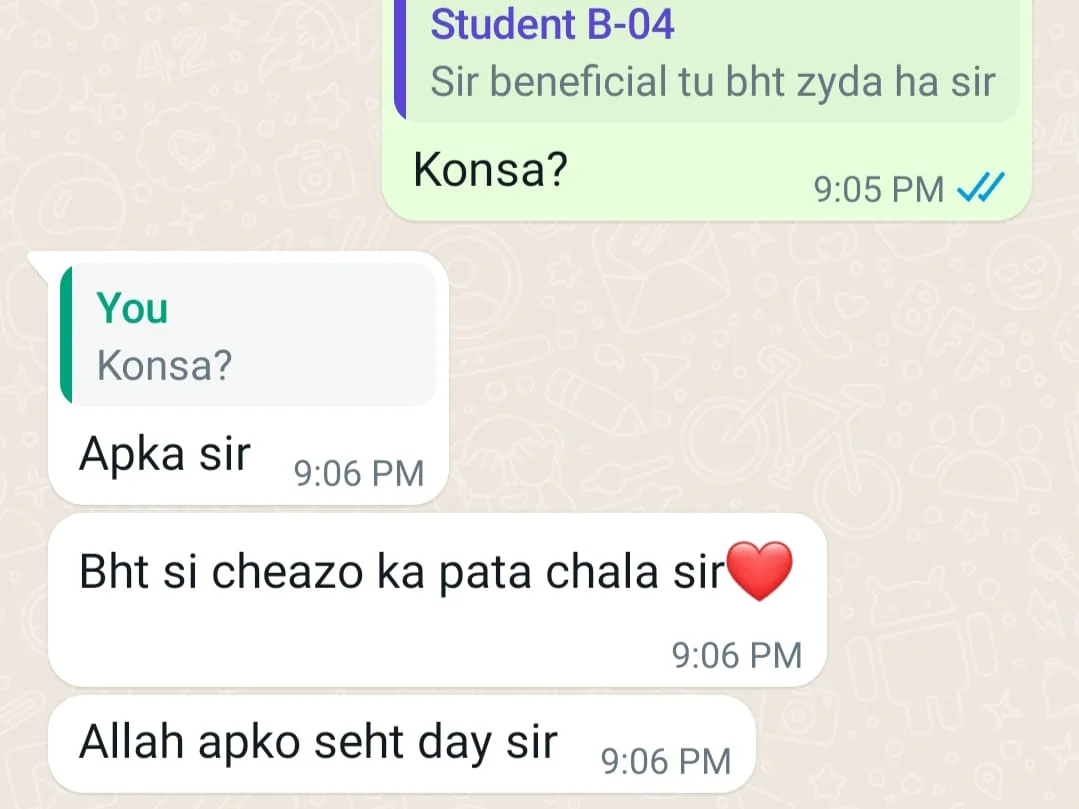 Student B-04
Sir beneficial tu bht zyda ha sir
Konsa?
9:05 PM
You
Konsa?
Apka sir
9:06 PM
Bht si cheazo ka pata chala sir❤️
9:06 PM
Allah apko seht day sir
9:06 PM